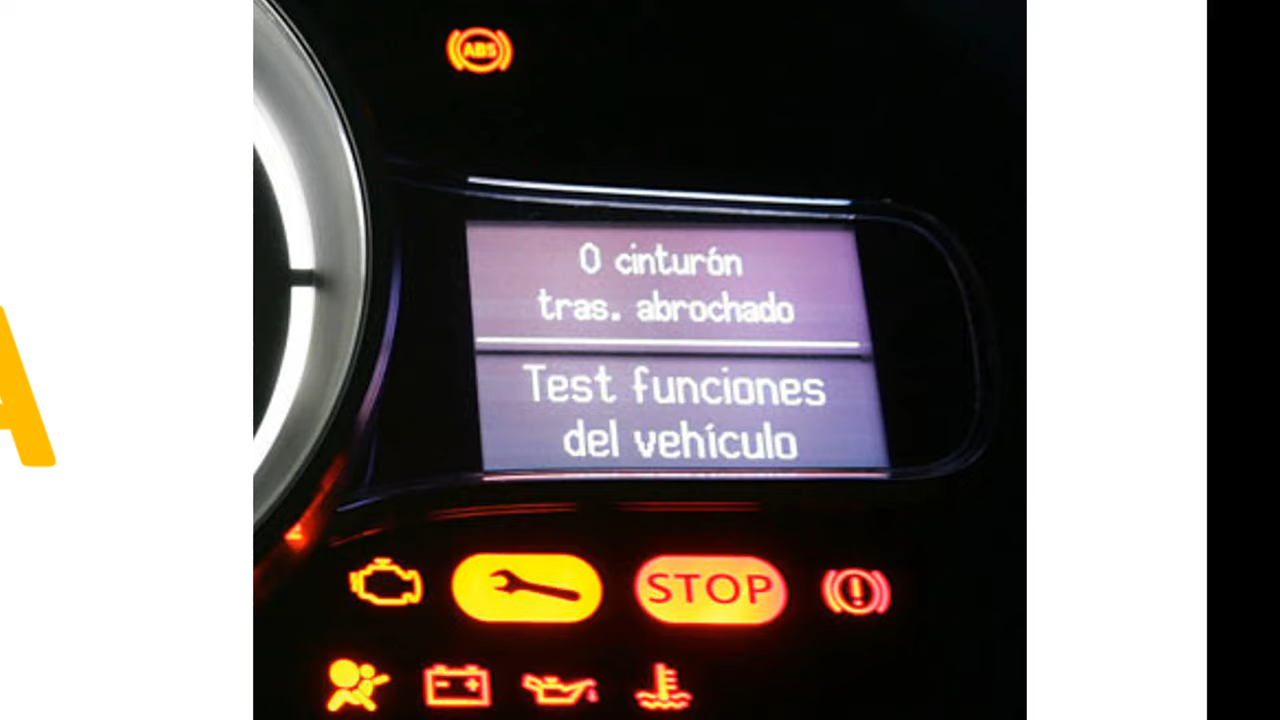 A
ABS
0 cinturón
tras. abrochado
Test funciones
del vehículo
STOP